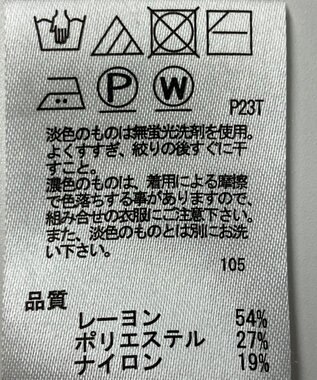 P W
P23T
淡色のものは無蛍光洗剤を使用。
よくすすぎ、絞りの後すぐに干
すこと。
濃色のものは、着用による摩擦
で色落ちする事がありますので、
組み合せの衣服にご注意下さい。
また、淡色のものとは別にお洗
い下さい。
105
品質
レーヨン 54%
ポリエステル 27%
ナイロン 19%